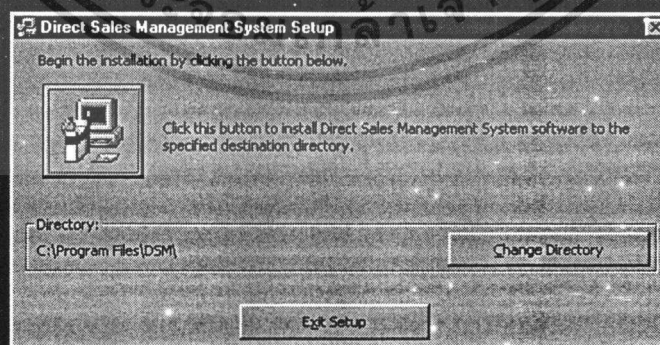 Direct Sales Management System Setup
Begin the installation by clicking the button below.
Click this button to install Direct Sales Management System software to the
specified destination directory.
Directory:
C:\Program Files\DSM\
Change Directory
Exit Setup